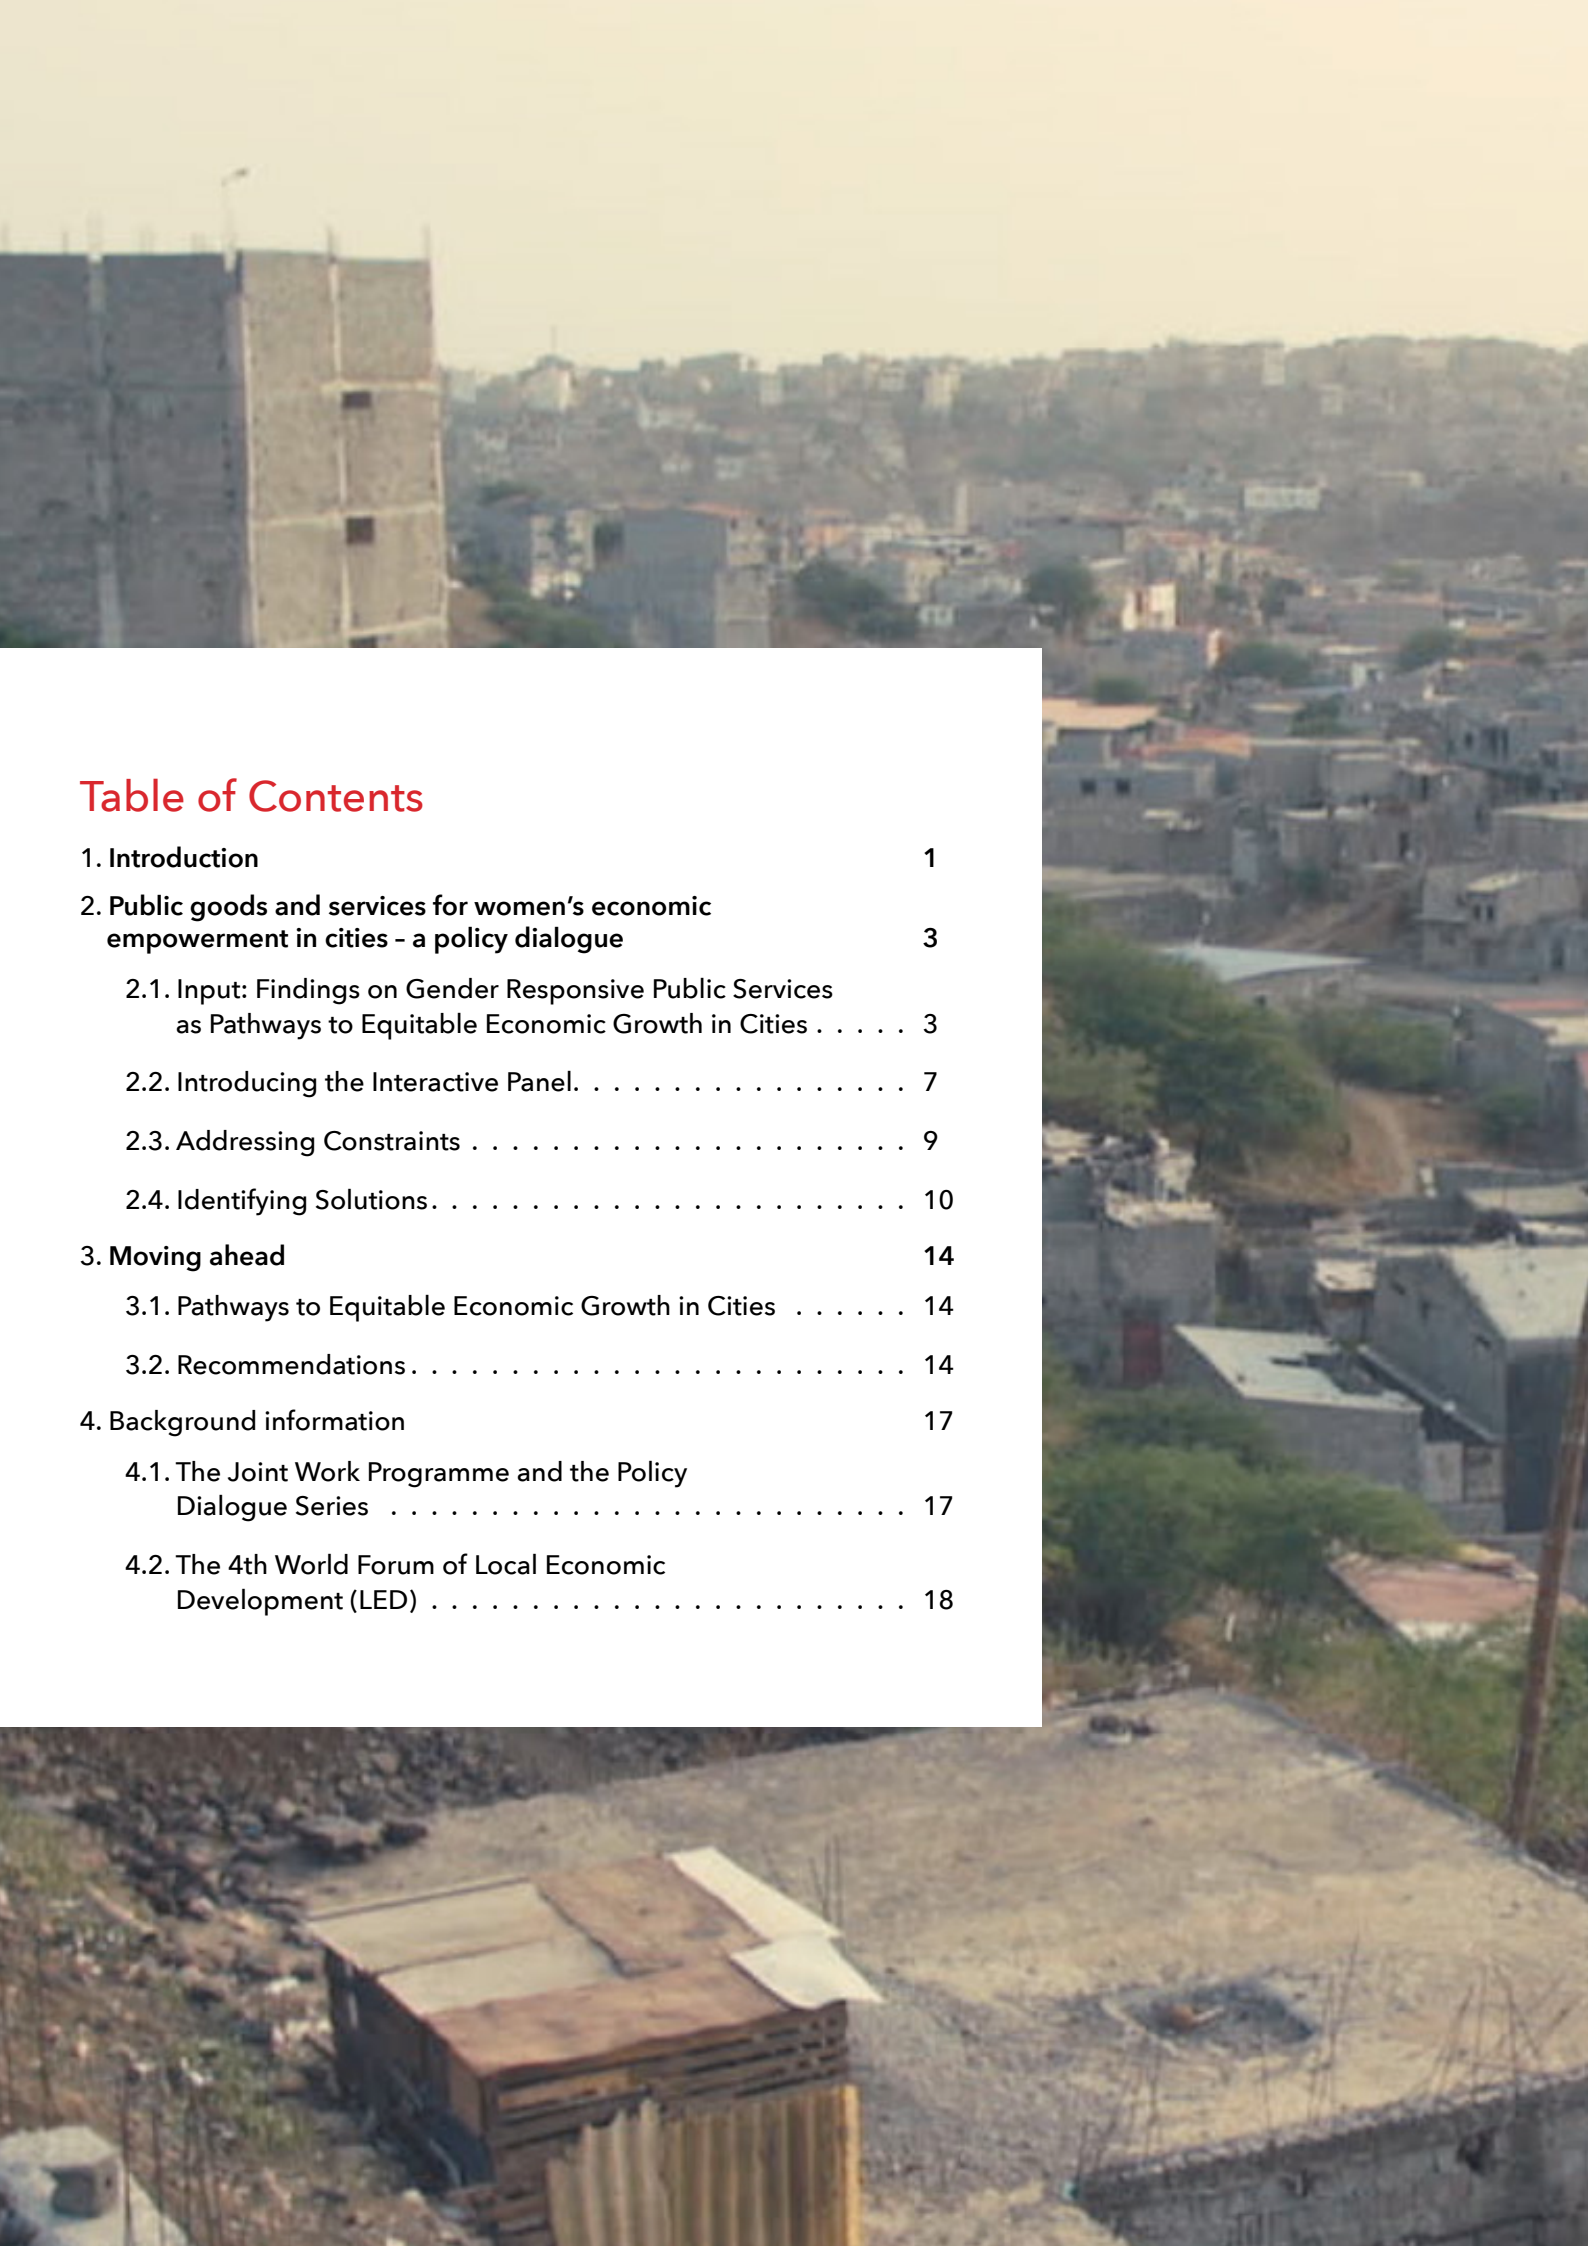 Table of Contents
1. Introduction 1
2. Public goods and services for women's economic
empowerment in cities – a policy dialogue 3
2.1. Input: Findings on Gender Responsive Public Services
as Pathways to Equitable Economic Growth in Cities . . . . . 3
2.2. Introducing the Interactive Panel. . . . . . . . . . . . . . . . . 7
2.3. Addressing Constraints . . . . . . . . . . . . . . . . . . . . . . 9
2.4. Identifying Solutions . . . . . . . . . . . . . . . . . . . . . . . . 10
3. Moving ahead 14
3.1. Pathways to Equitable Economic Growth in Cities . . . . . . 14
3.2. Recommendations . . . . . . . . . . . . . . . . . . . . . . . . . 14
4. Background information 17
4.1. The Joint Work Programme and the Policy
Dialogue Series . . . . . . . . . . . . . . . . . . . . . . . . . . 17
4.2. The 4th World Forum of Local Economic
Development (LED) . . . . . . . . . . . . . . . . . . . . . . . . 18